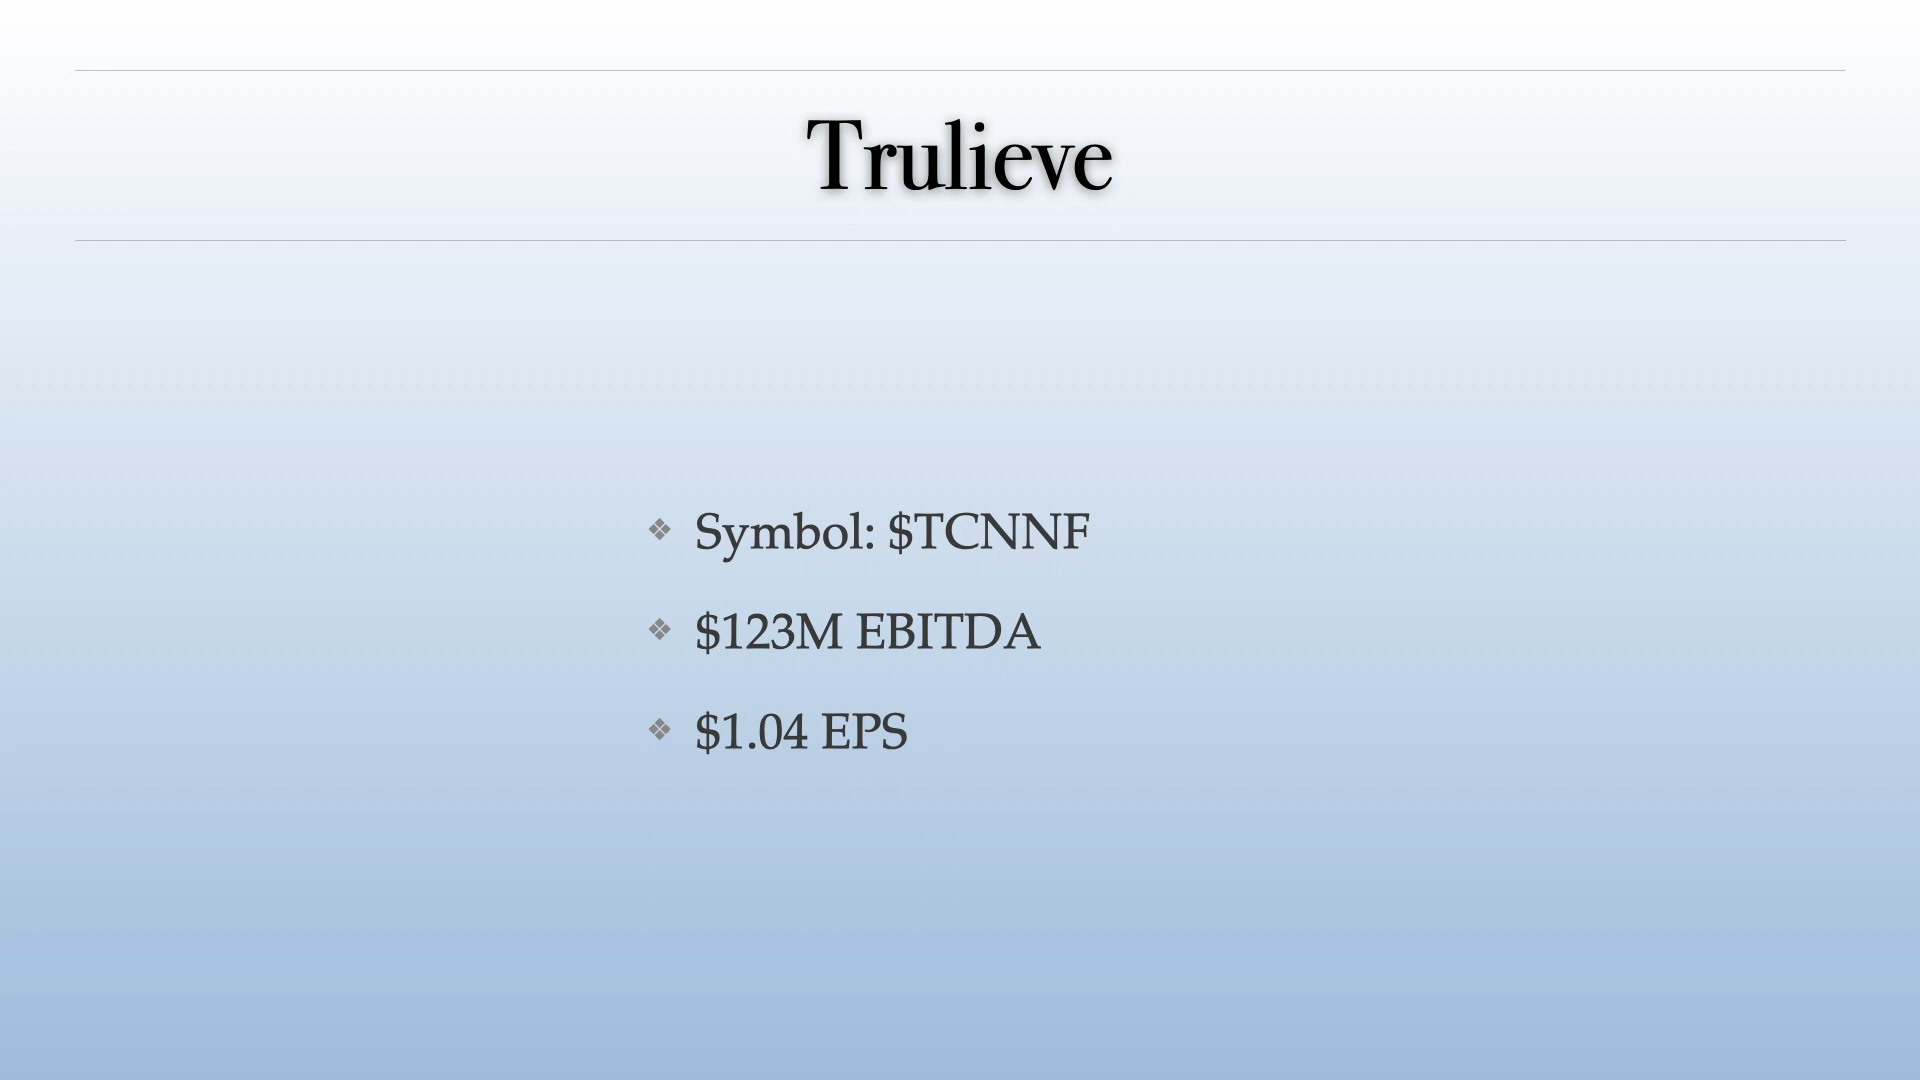 Trulieve
❖ Symbol: $TCNNF
❖ $123M EBITDA
❖ $1.04 EPS